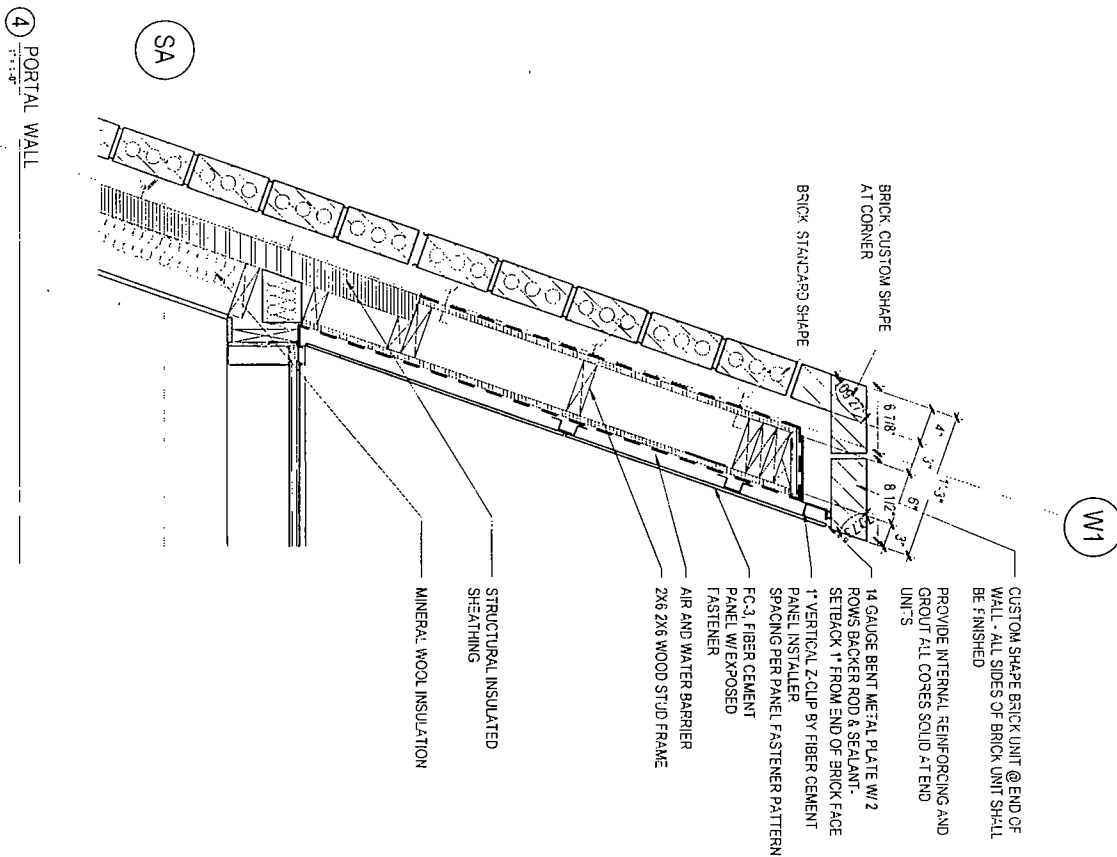 4 PORTAL WALL
SA
BRICK CUSTOM SHAPE
AT CORNER
BRICK STANDARD SHAPE
W1
4"
5"
6"
3"
1'-3"
6 7/8"
8 1/2"
CUSTOM SHAPE BRICK UNIT @ END OF
WALL - ALL SIDES OF BRICK UNIT SHALL
BE FINISHED
PROVIDE INTERNAL REINFORCING AND
GROUT ALL CORES SOLID AT END
UNITS
14 GAUGE BENT METAL PLATE W/ 2
ROWS BACKER ROD & SEALANT-
SETBACK 1" FROM END OF BRICK FACE
1" VERTICAL Z-CLIP BY FIBER CEMENT
PANEL INSTALLER
SPACING PER PANEL FASTENER PATTERN
FC-3, FIBER CEMENT
PANEL W/ EXPOSED
FASTENER
AIR AND WATER BARRIER
2X6 2X6 WOOD STUD FRAME
STRUCTURAL INSULATED
SHEATHING
MINERAL WOOL INSULATION